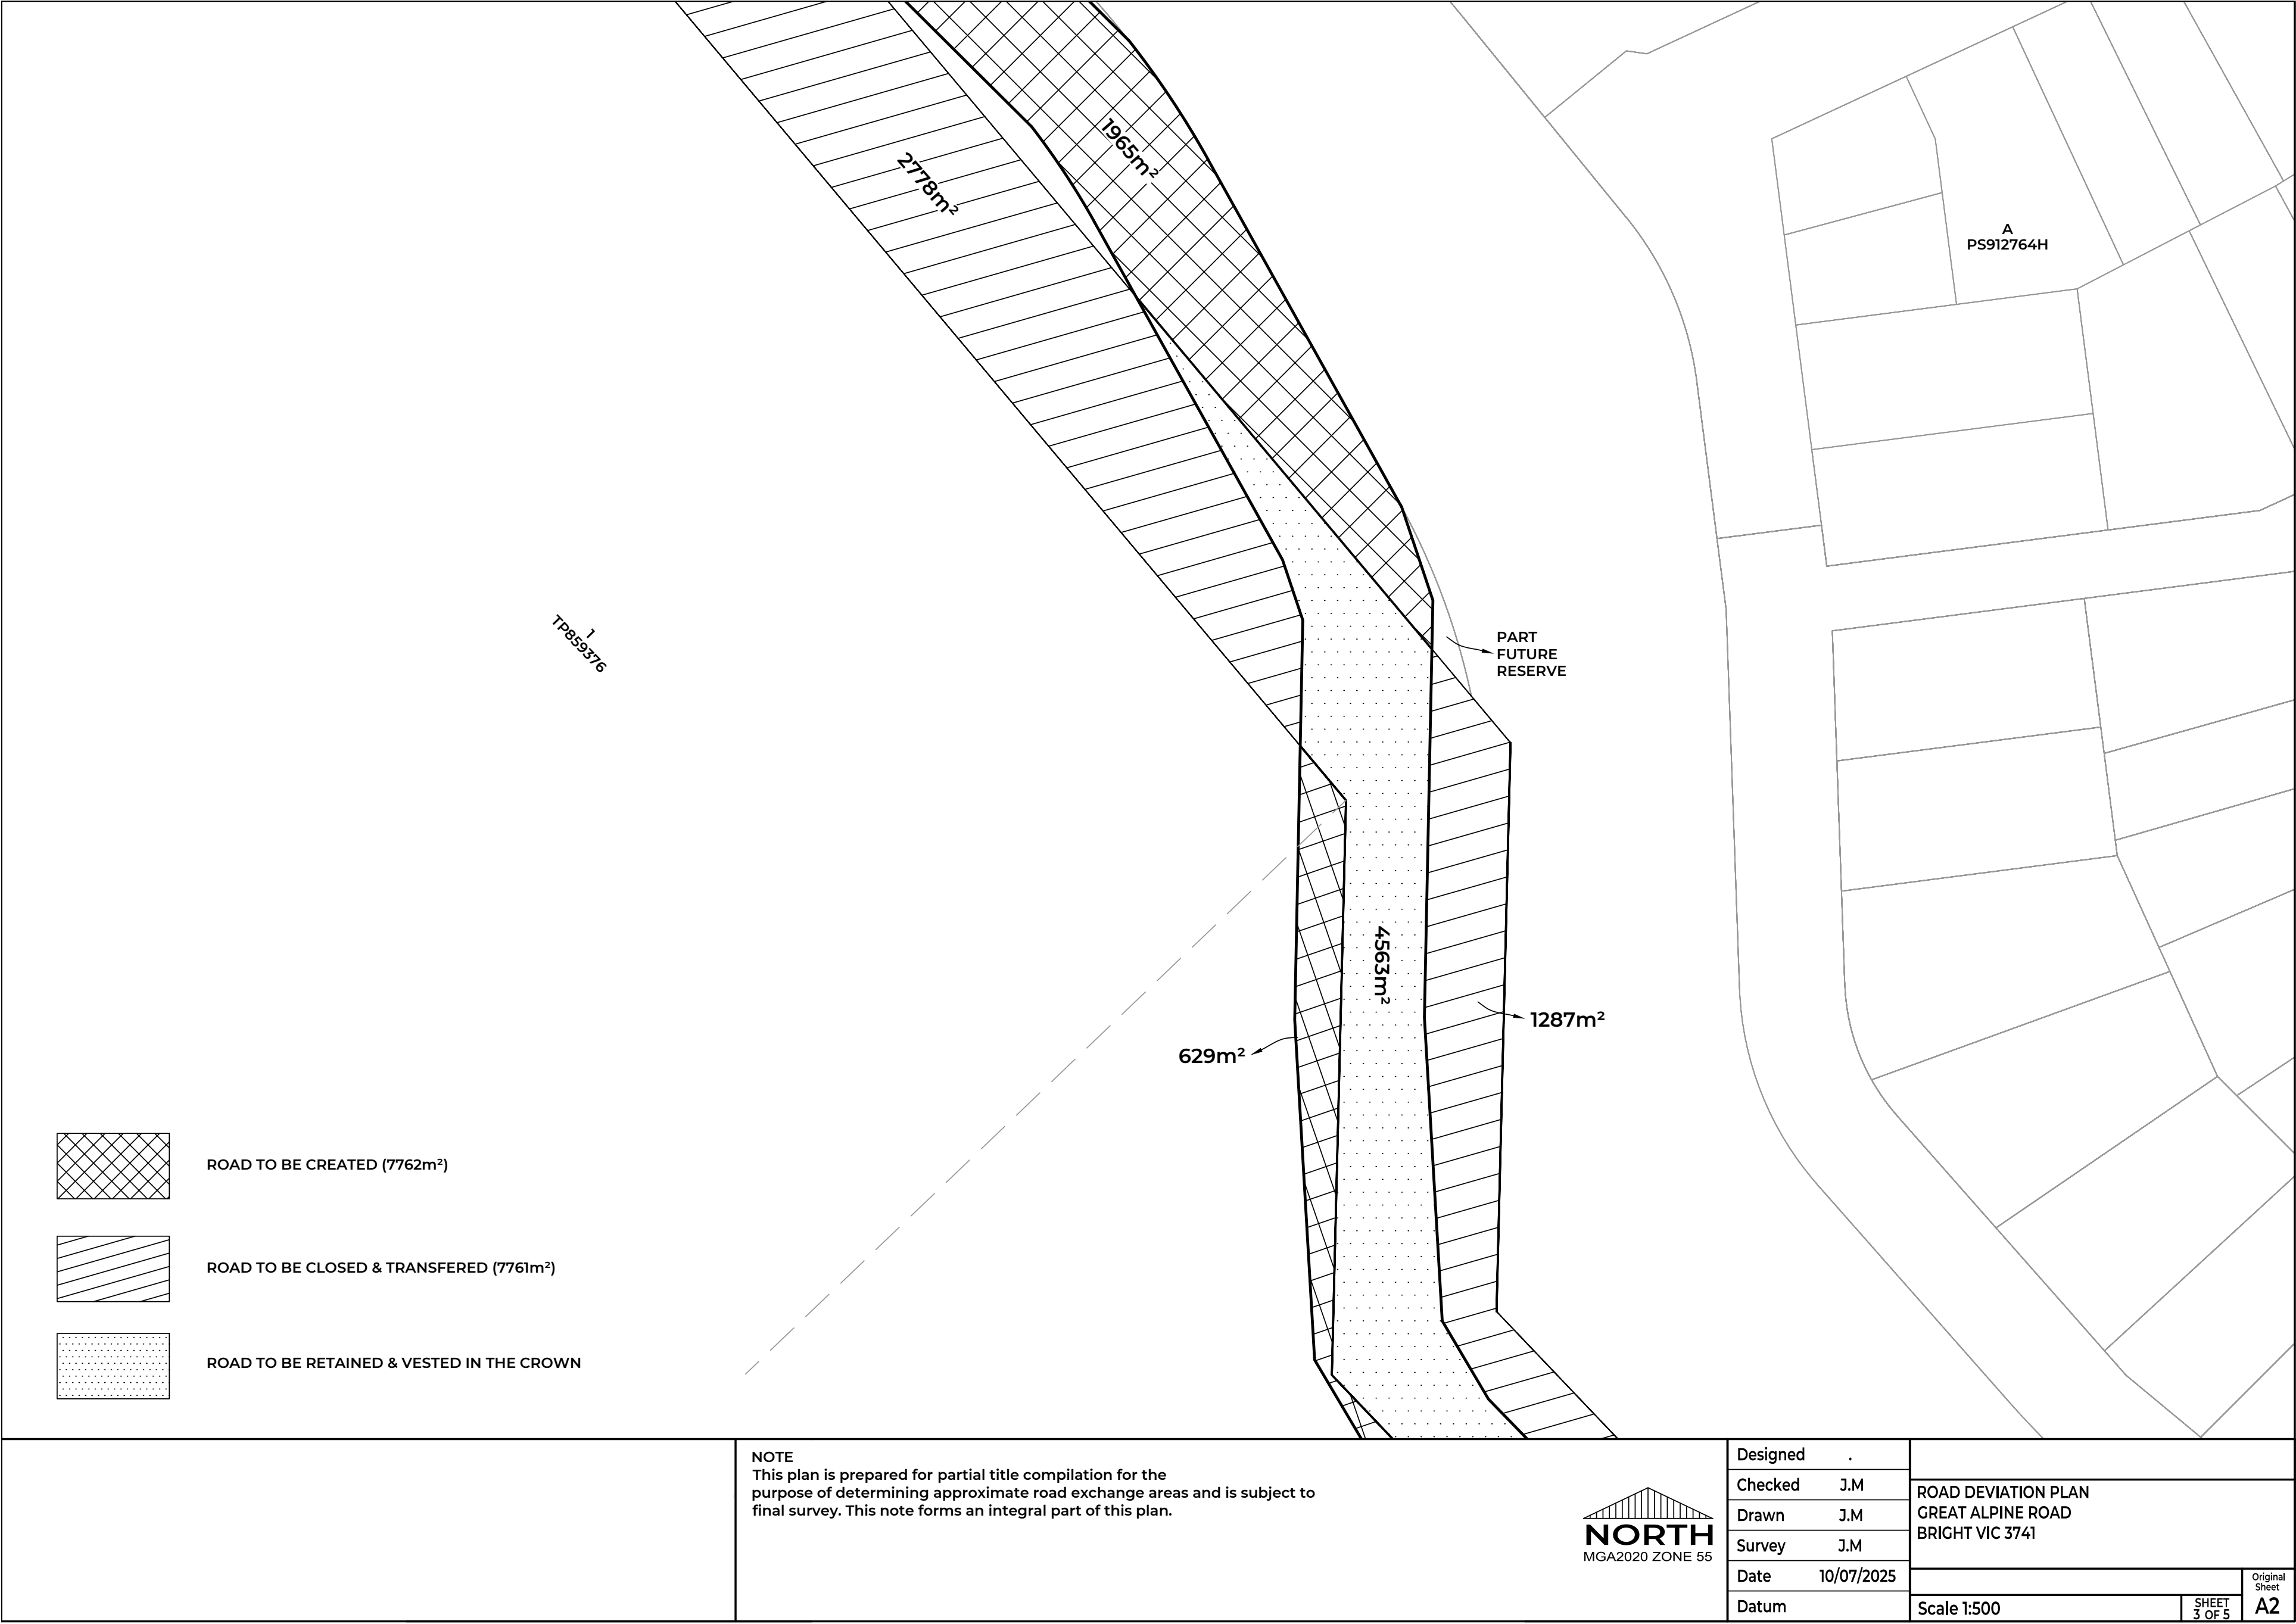 1965m²
2778m²
A
PS912764H
1
TP859376
PART
FUTURE
RESERVE
4563m²
1287m²
629m²
ROAD TO BE CREATED (7762m²)
ROAD TO BE CLOSED & TRANSFERED (7761m²)
ROAD TO BE RETAINED & VESTED IN THE CROWN
NOTE
This plan is prepared for partial title compilation for the
purpose of determining approximate road exchange areas and is subject to
final survey. This note forms an integral part of this plan.
NORTH
MGA2020 ZONE 55
Designed .
Checked J.M
Drawn J.M
Survey J.M
Date 10/07/2025
Datum
ROAD DEVIATION PLAN
GREAT ALPINE ROAD
BRIGHT VIC 3741
Scale 1:500
SHEET
3 OF 5
Original
Sheet
A2